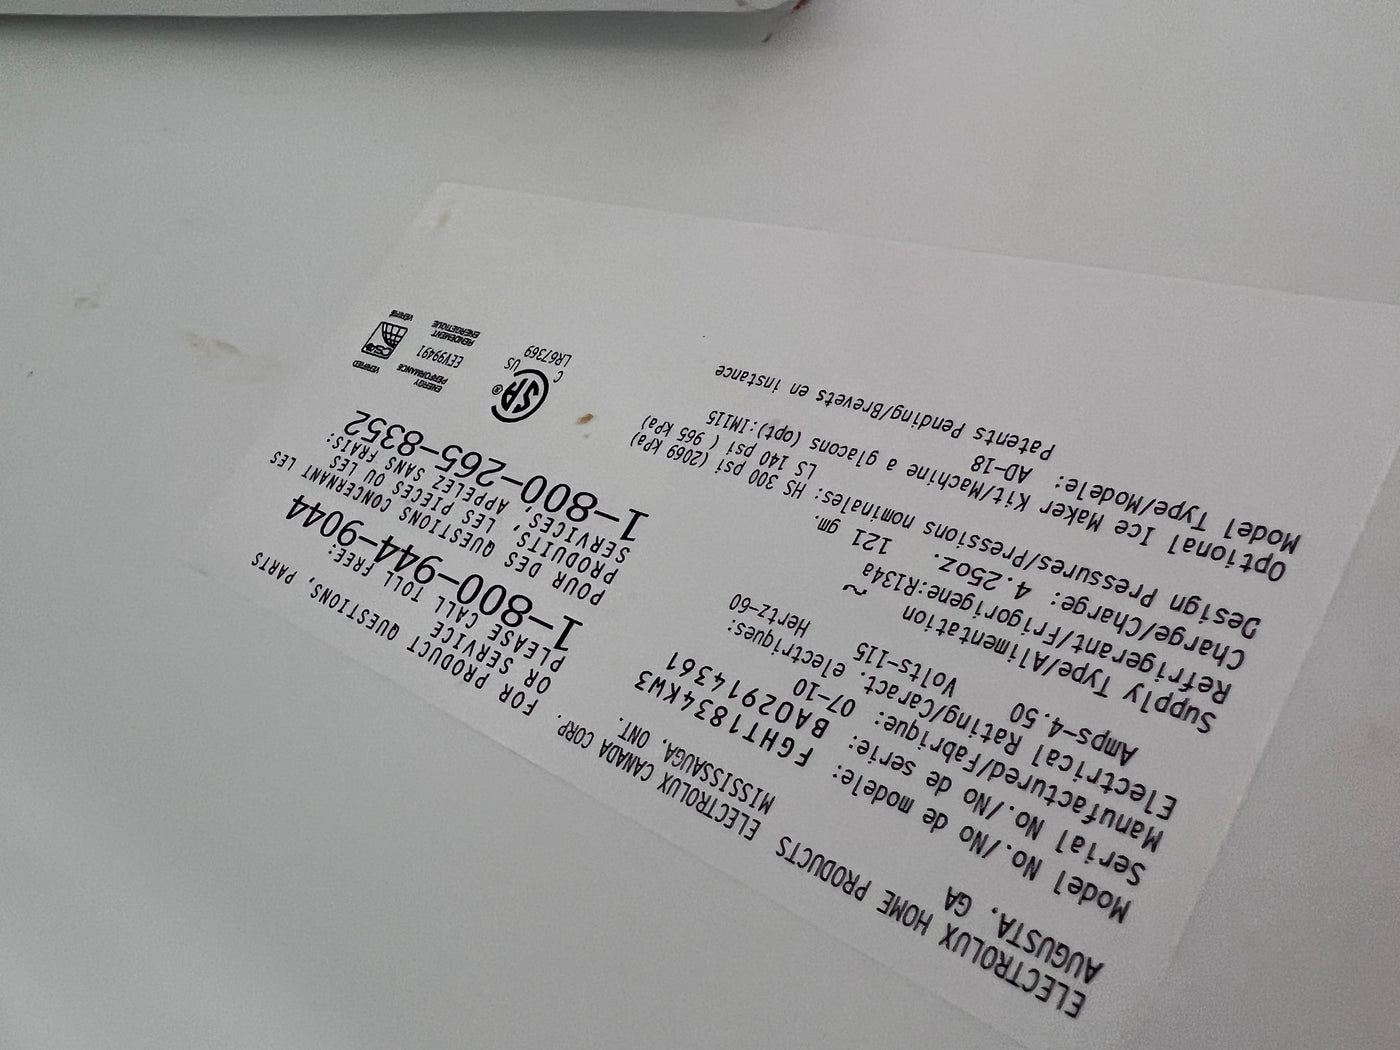 ELECTROLUX HOME PRODUCTS
AUGUSTA, GA
ELECTROLUX CANADA CORP.
MISSISSAUGA, ONT.
Model No./No de modele: FGHT1834KW3
Serial No./No de serie: BA02914361
Manufactured/Fabrique: 07-10
Electrical Rating/Caract. electriques:
Amps-4.50 Volts-115 Hertz-60
Supply Type/Alimentation ~
Refrigerant/Frigorigene:R134a
Charge/Charge: 4.25oz. 121 gm.
Design Pressures/Pressions nominales: HS 300 psi (2069 kPa)
LS 140 psi ( 965 kPa)
Optional Ice Maker Kit/Machine a glacons (opt):IM115
Model Type/Modele: AD-18
Patents Pending/Brevets en instance
FOR PRODUCT QUESTIONS, PARTS
OR SERVICE
PLEASE CALL TOLL FREE:
1-800-944-9044
POUR DES QUESTIONS CONCERNANT LES
PRODUITS, LES PIECES OU LES
SERVICES, APPELEZ SANS FRAIS:
1-800-265-8352
SA ®
C US
LR67369
ENERGY
PERFORMANCE
EEV99491
RENDEMENT
ENERGETIQUE
VERIFIED
CSA
VERIFIE